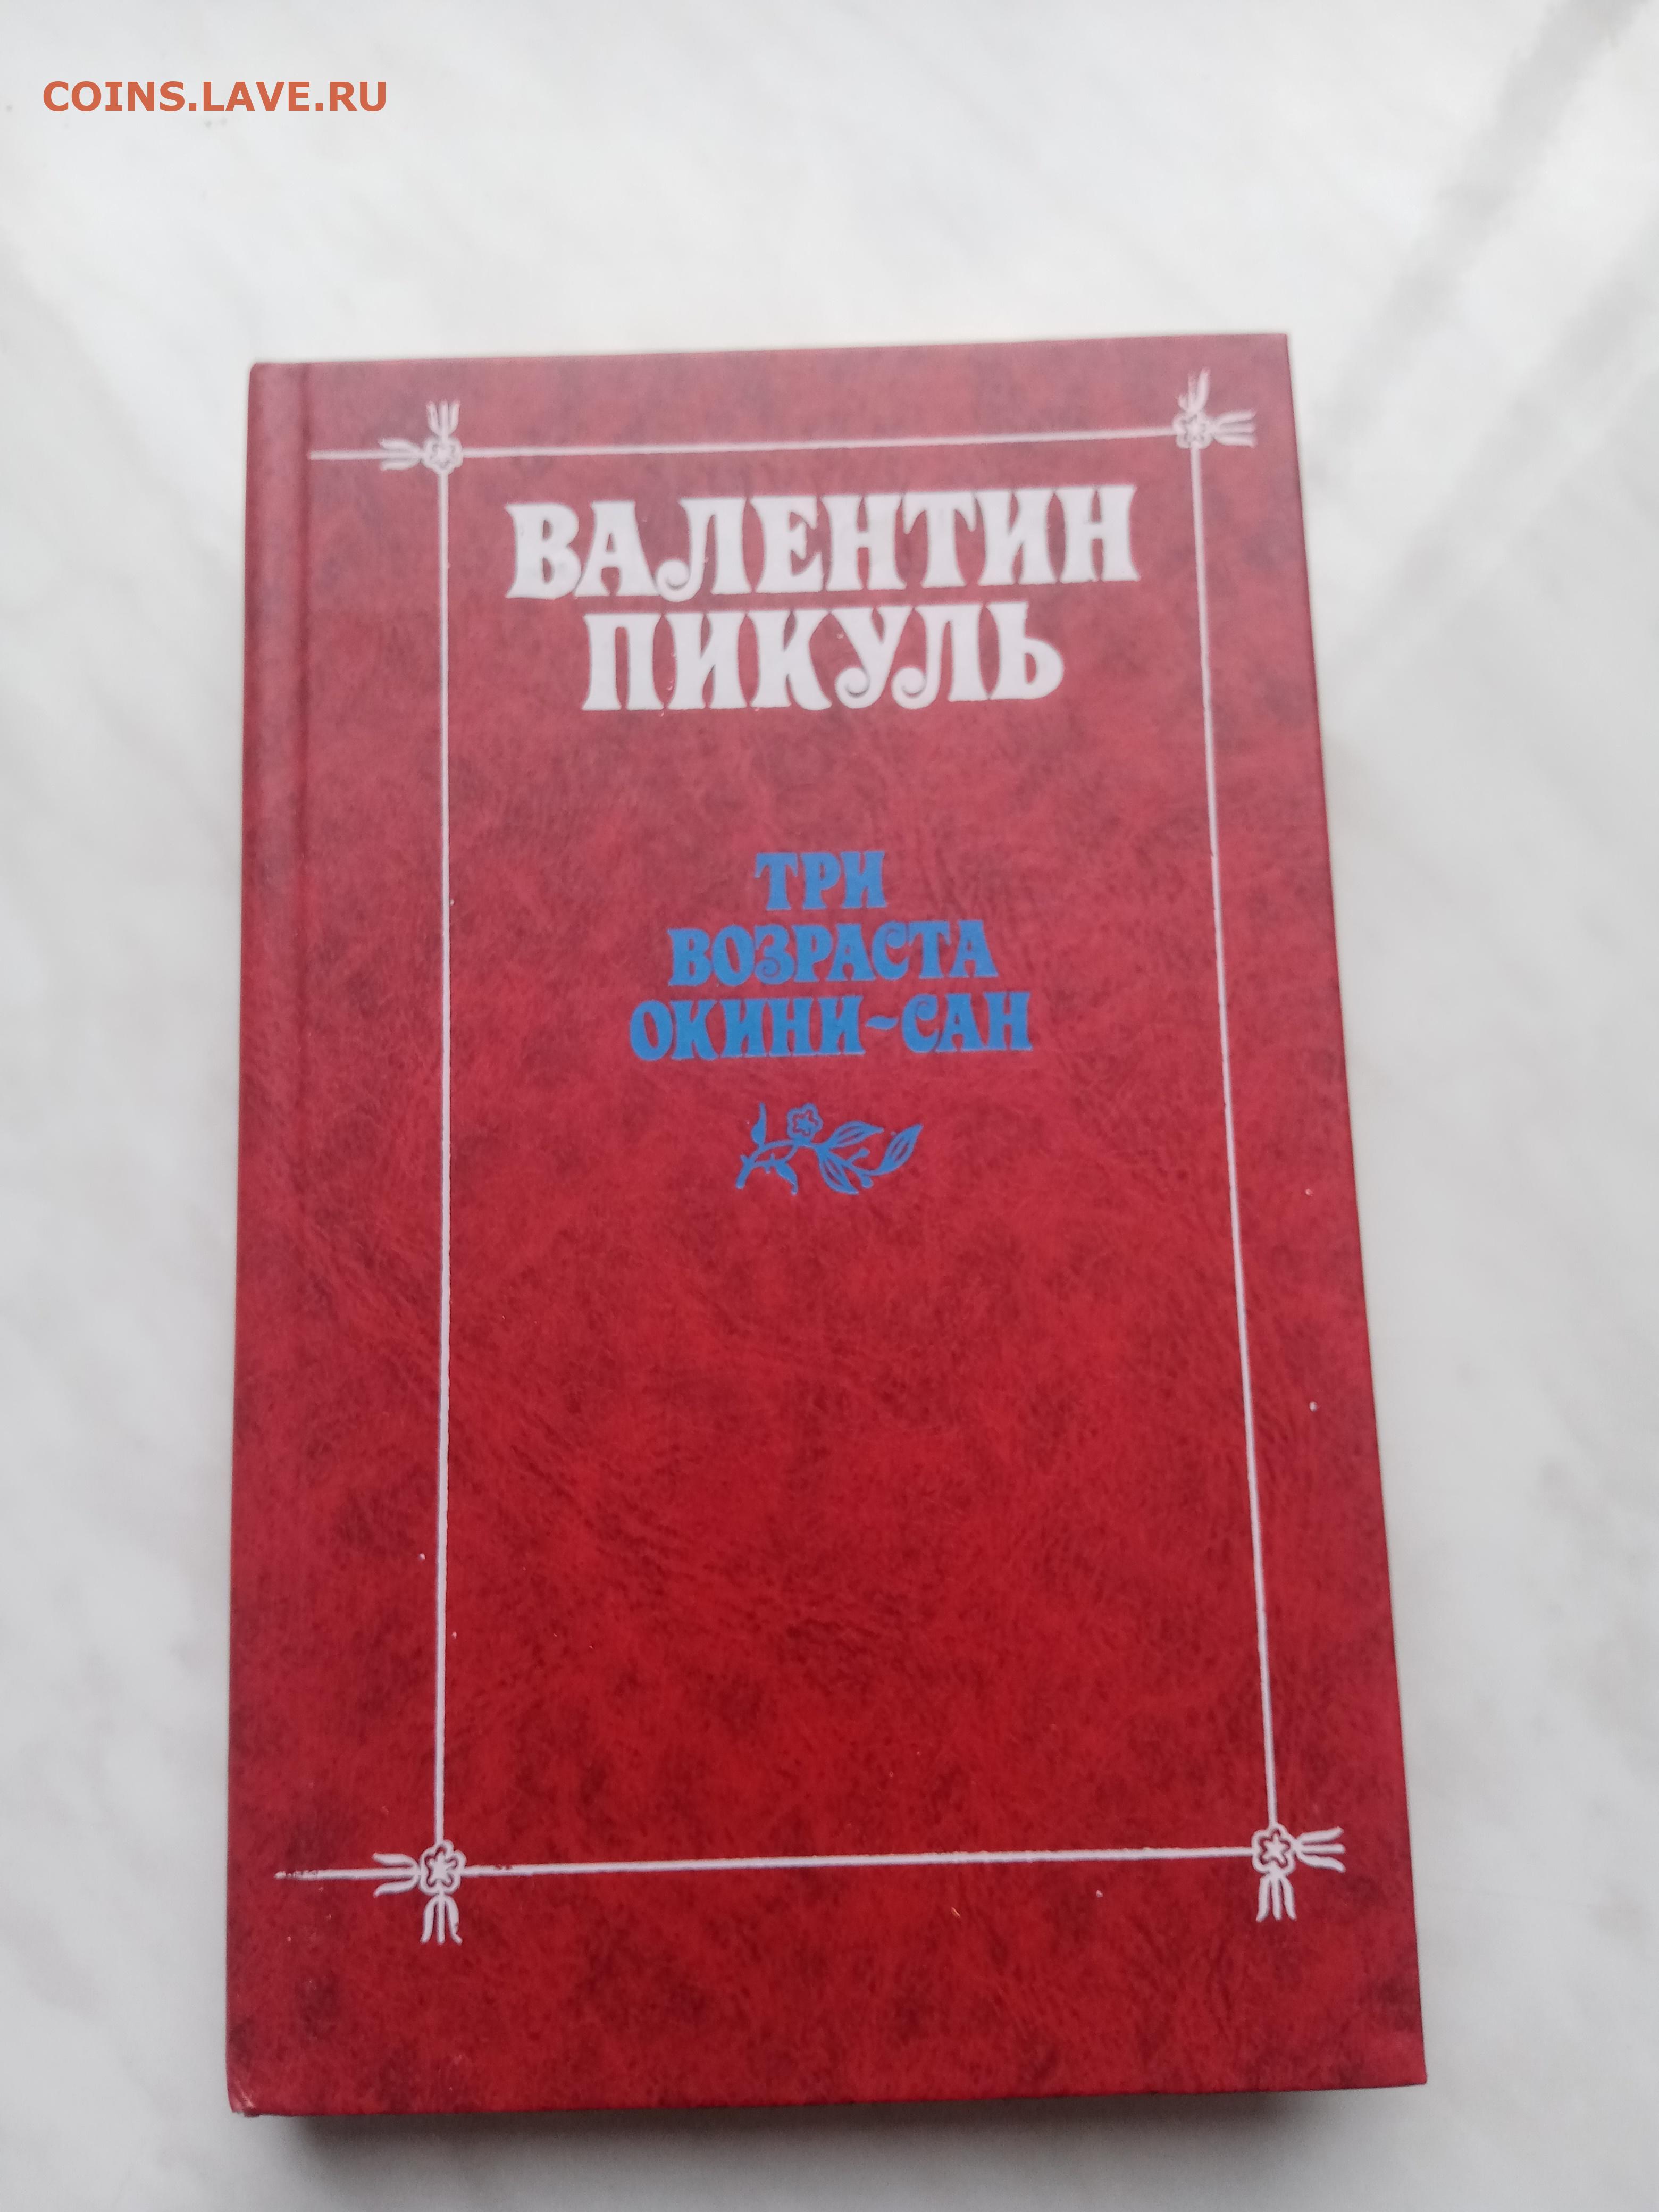 COINS.LAVE.RU
ВАЛЕНТИН
ПИКУЛЬ
ТРИ
ВОЗРАСТА
ОКИНИ-САН